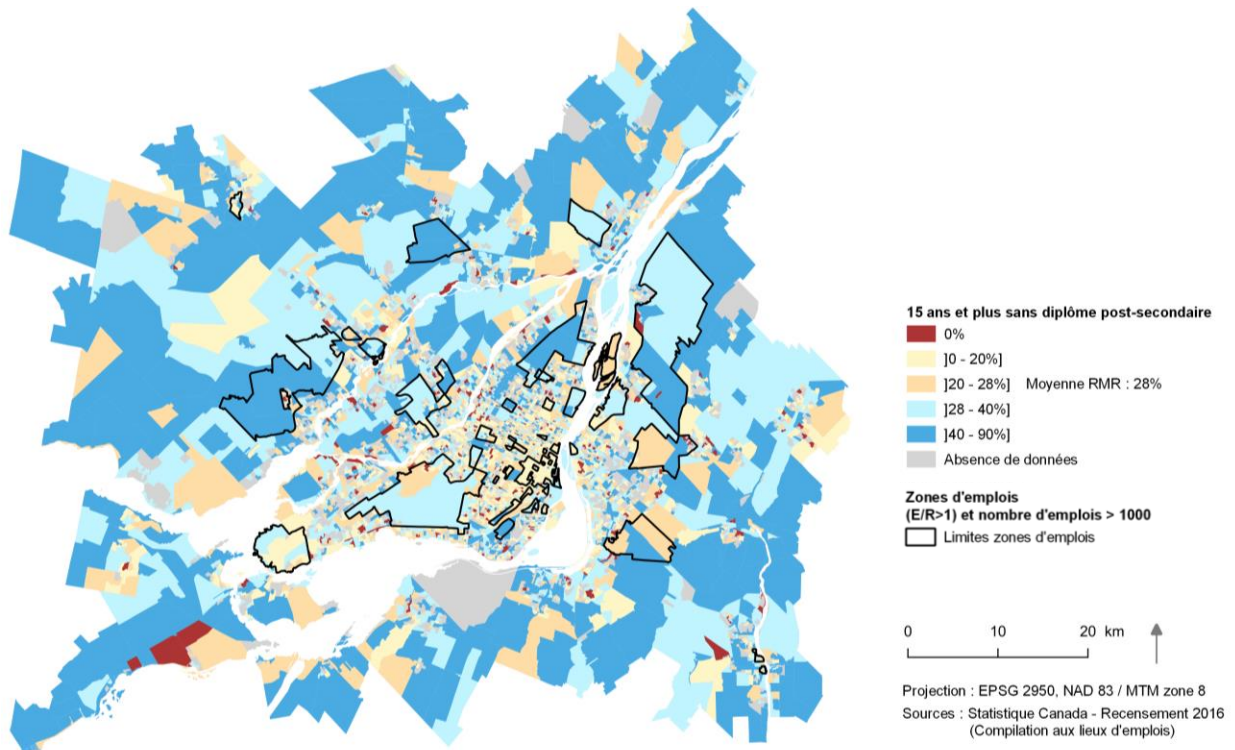 15 ans et plus sans diplôme post-secondaire
0%
]0 - 20%]
]20 - 28%] Moyenne RMR : 28%
]28 - 40%]
]40 - 90%]
Absence de données
Zones d'emplois
(E/R>1) et nombre d'emplois > 1000
Limites zones d'emplois
0 10 20 km
Projection : EPSG 2950, NAD 83 / MTM zone 8
Sources : Statistique Canada - Recensement 2016
(Compilation aux lieux d'emplois)